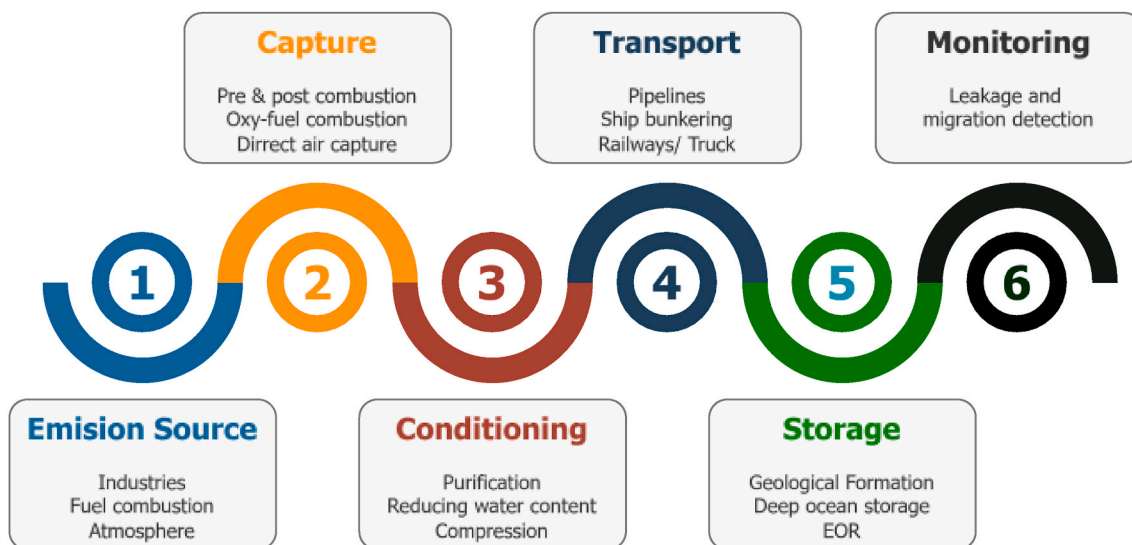 Capture
Pre & post combustion
Oxy-fuel combustion
Dirrect air capture
Transport
Pipelines
Ship bunkering
Railways/ Truck
Monitoring
Leakage and
migration detection
1
2
3
4
5
6
Emision Source
Industries
Fuel combustion
Atmosphere
Conditioning
Purification
Reducing water content
Compression
Storage
Geological Formation
Deep ocean storage
EOR